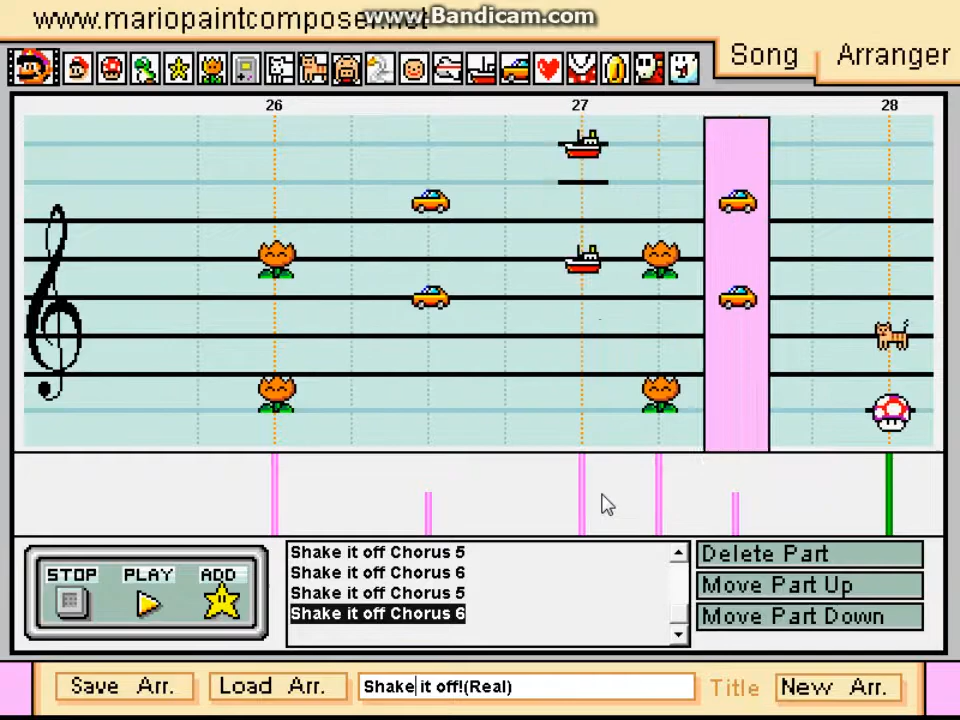 www.mariopaintcomposer.net
www.Bandicam.com
Song Arranger
26 27 28
STOP PLAY ADD
Shake it off Chorus 5
Shake it off Chorus 6
Shake it off Chorus 5
Shake it off Chorus 6
Delete Part
Move Part Up
Move Part Down
Save Arr. Load Arr. Shake it off!(Real) Title New Arr.